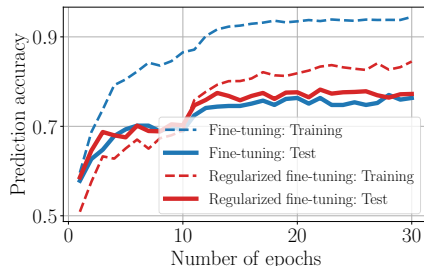 Prediction accuracy
0.9
0.7
0.5
Fine-tuning: Training
Fine-tuning: Test
Regularized fine-tuning: Training
Regularized fine-tuning: Test
0 10 20 30
Number of epochs